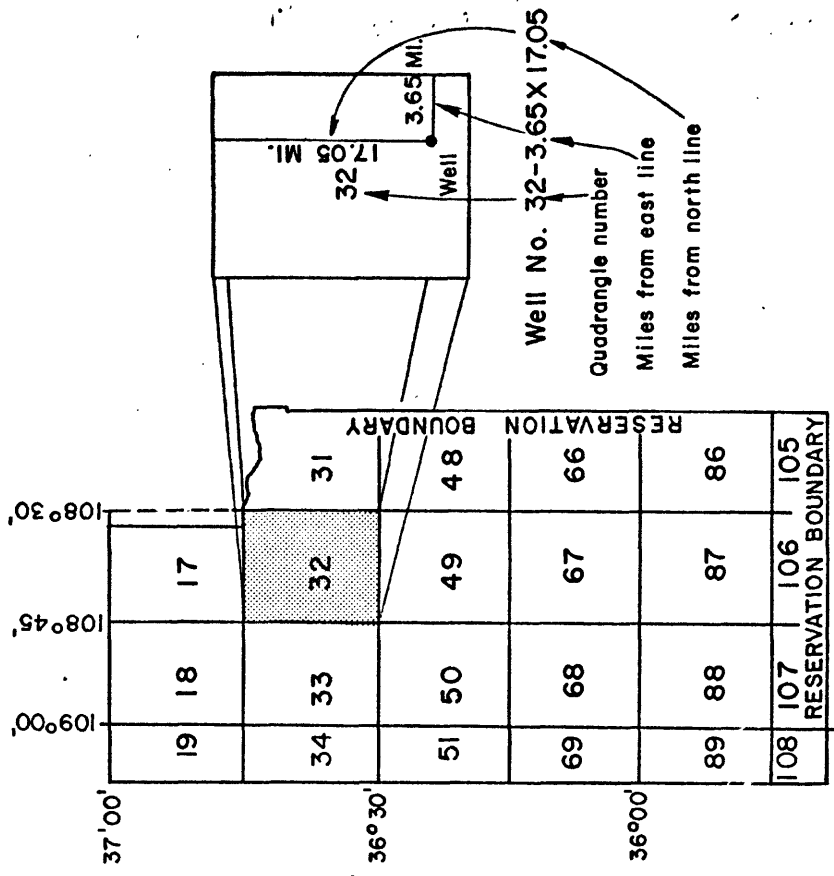 109°00'
108°45'
108°30'
37'00'
36°30'
36°00'
19 18 17
34 33 32 31
51 50 49 48
69 68 67 66
89 88 87 86
108 107 106 105
RESERVATION BOUNDARY
RESERVATION BOUNDARY
32
17.05 MI.
3.65 MI.
Well
Well No. 32-3.65X17.05
Quadrangle number
Miles from east line
Miles from north line